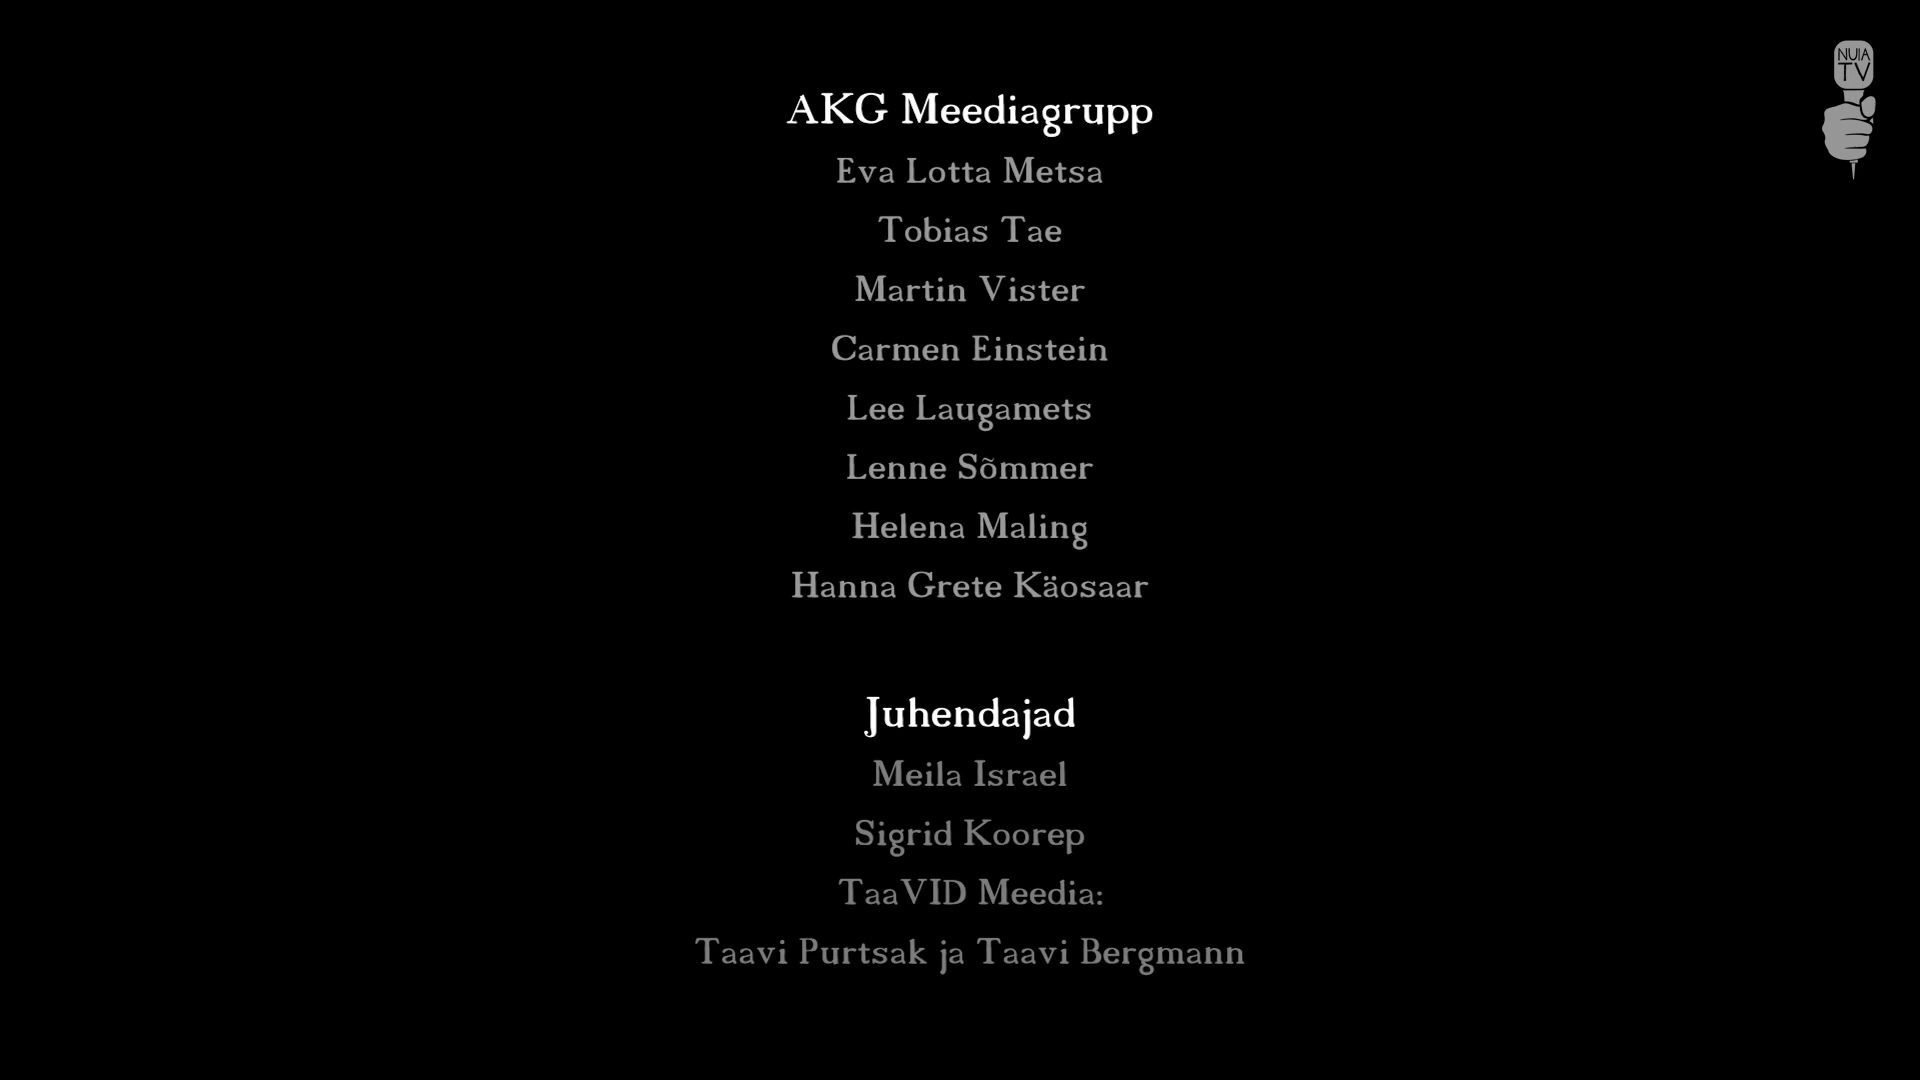 NUIA
TV
AKG Meediagrupp
Eva Lotta Metsa
Tobias Tae
Martin Vister
Carmen Einstein
Lee Laugamets
Lenne Sõmmer
Helena Maling
Hanna Grete Käosaar
Juhendajad
Meila Israel
Sigrid Koorep
TaaVID Meedia:
Taavi Purtsak ja Taavi Bergmann